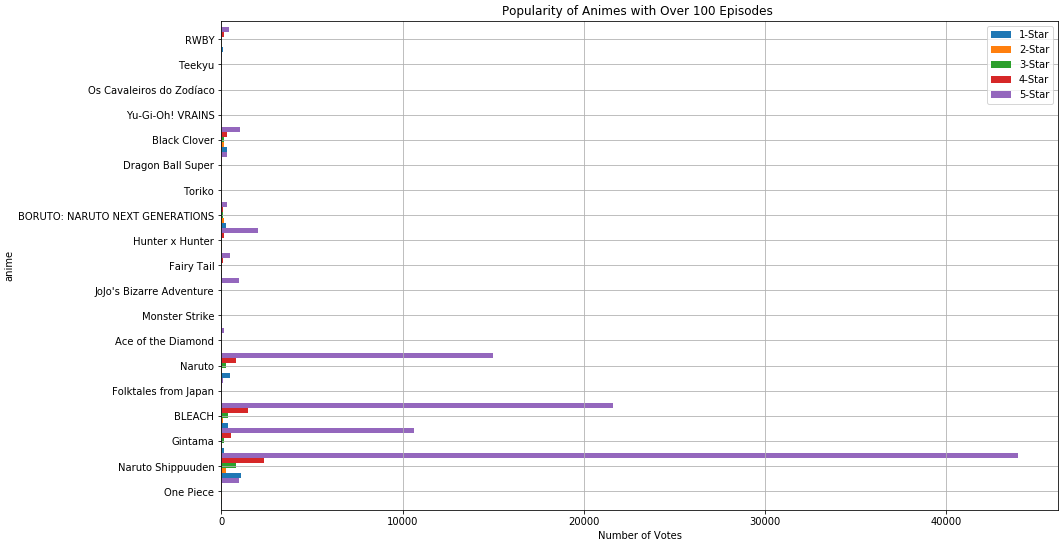 Popularity of Animes with Over 100 Episodes
1-Star
2-Star
3-Star
4-Star
5-Star
RWBY
Teekyu
Os Cavaleiros do Zodíaco
Yu-Gi-Oh! VRAINS
Black Clover
Dragon Ball Super
Toriko
BORUTO: NARUTO NEXT GENERATIONS
Hunter x Hunter
Fairy Tail
JoJo's Bizarre Adventure
Monster Strike
Ace of the Diamond
Naruto
Folktales from Japan
BLEACH
Gintama
Naruto Shippuuden
One Piece
anime
0 10000 20000 30000 40000
Number of Votes